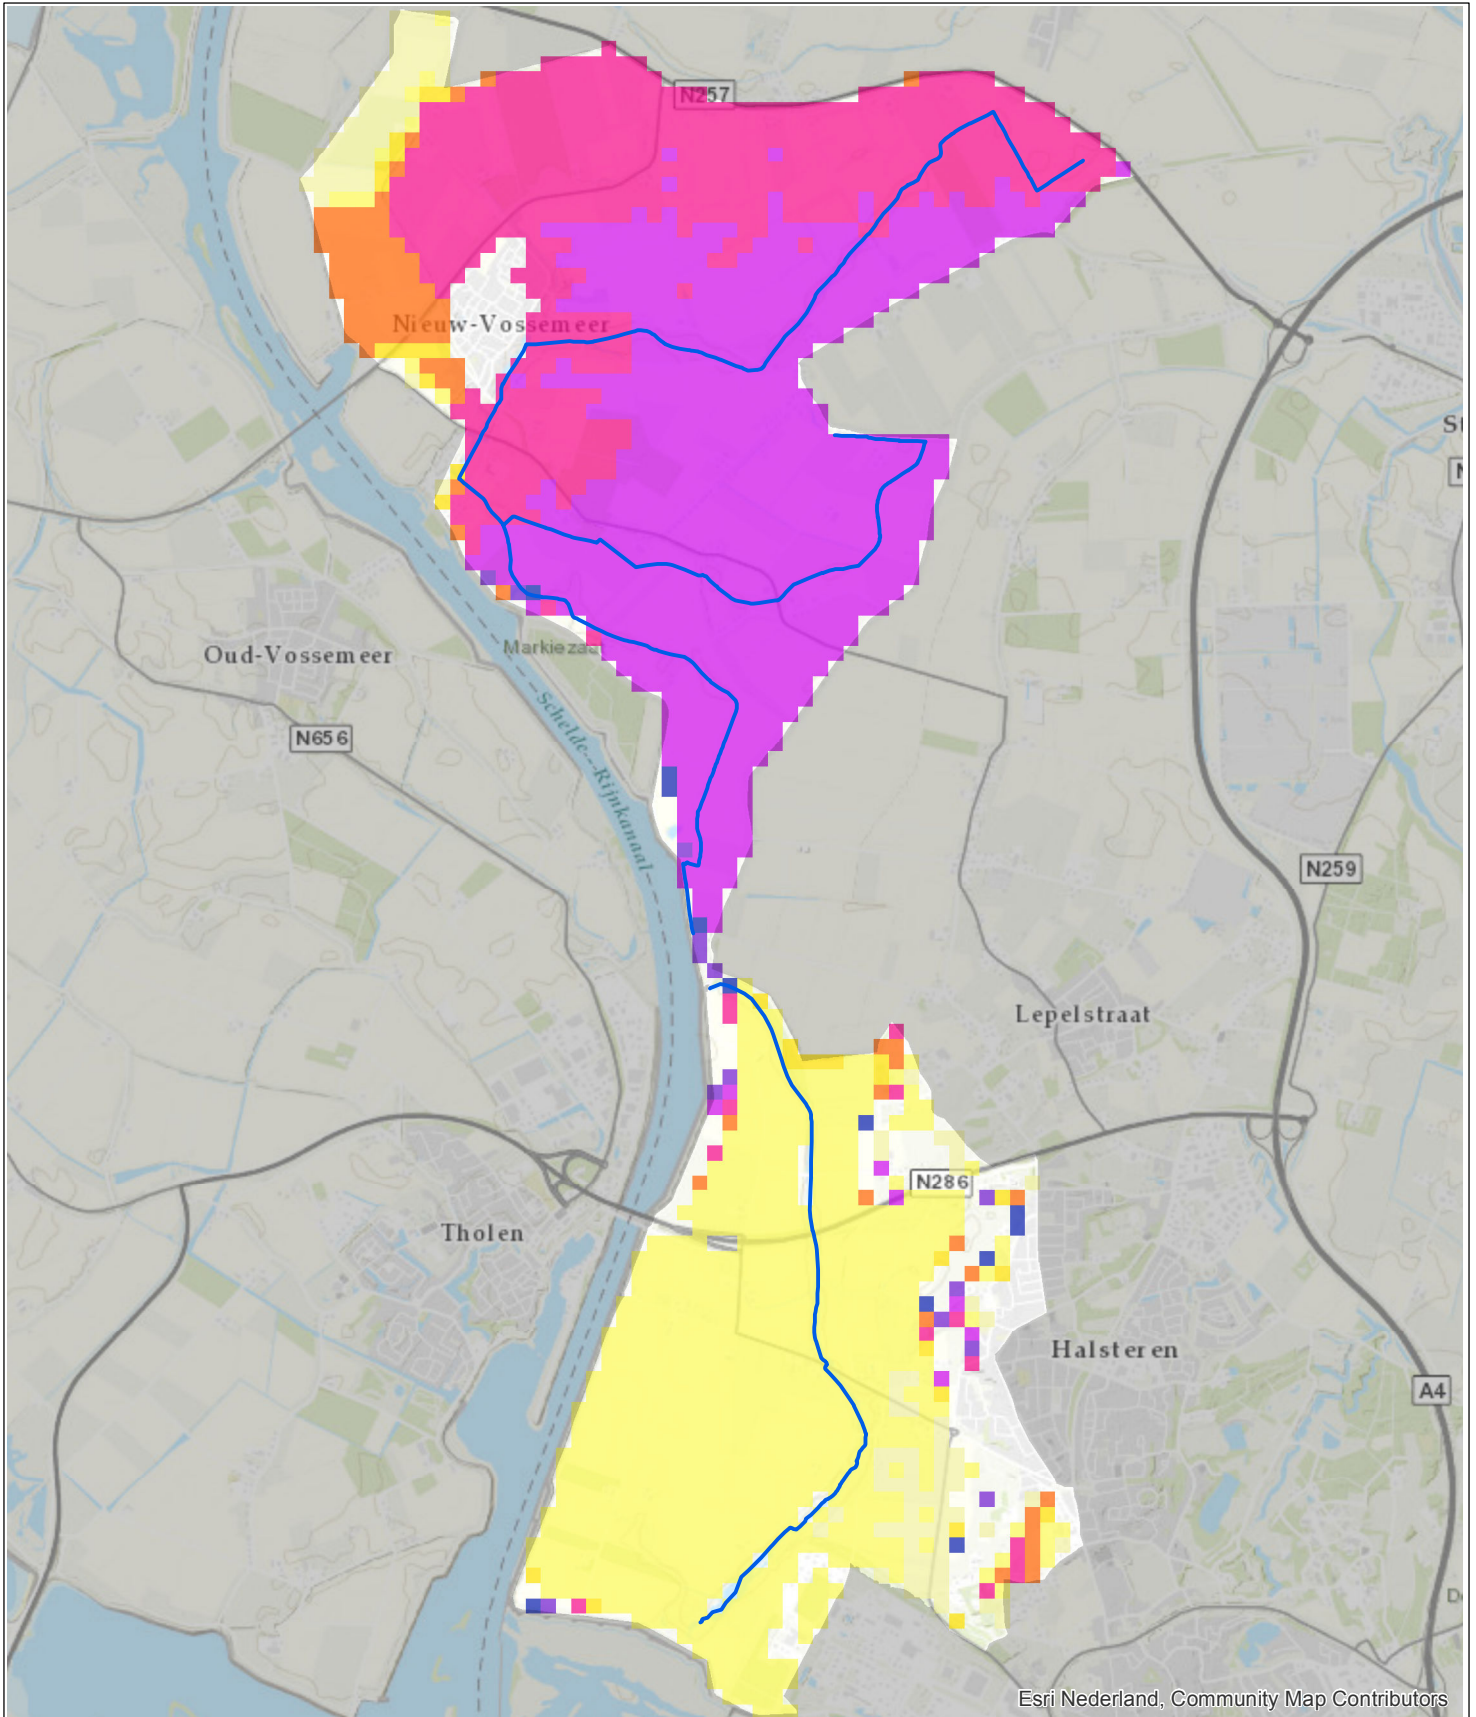 N257
Nieuw-Vossemeer
Oud-Vossemeer
Markiezaat
N656
Schelde-Rijnkanaal
N259
Lepelstraat
N286
Tholen
Halsteren
A4
Esri Nederland, Community Map Contributors